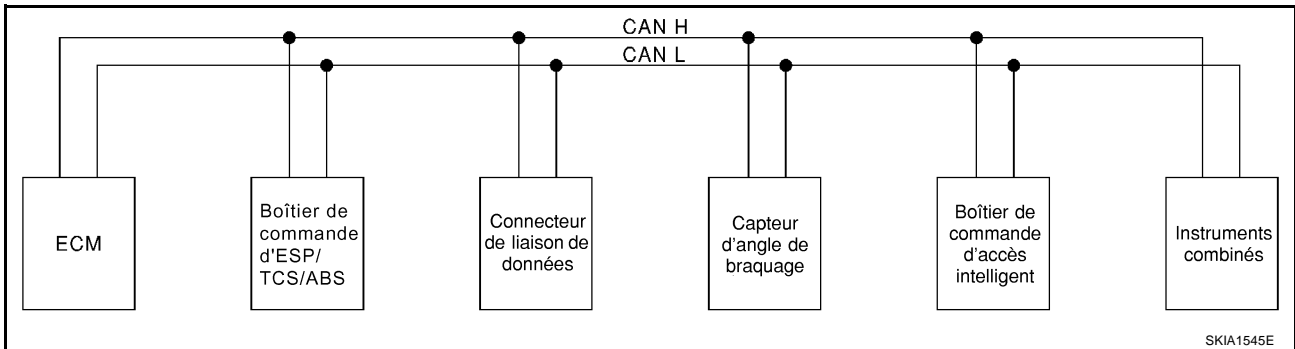 CAN H
CAN L
ECM
Boîtier de
commande
d'ESP/
TCS/ABS
Connecteur
de liaison de
données
Capteur
d'angle de
braquage
Boîtier de
commande
d'accès
intelligent
Instruments
combinés
SKIA1545E